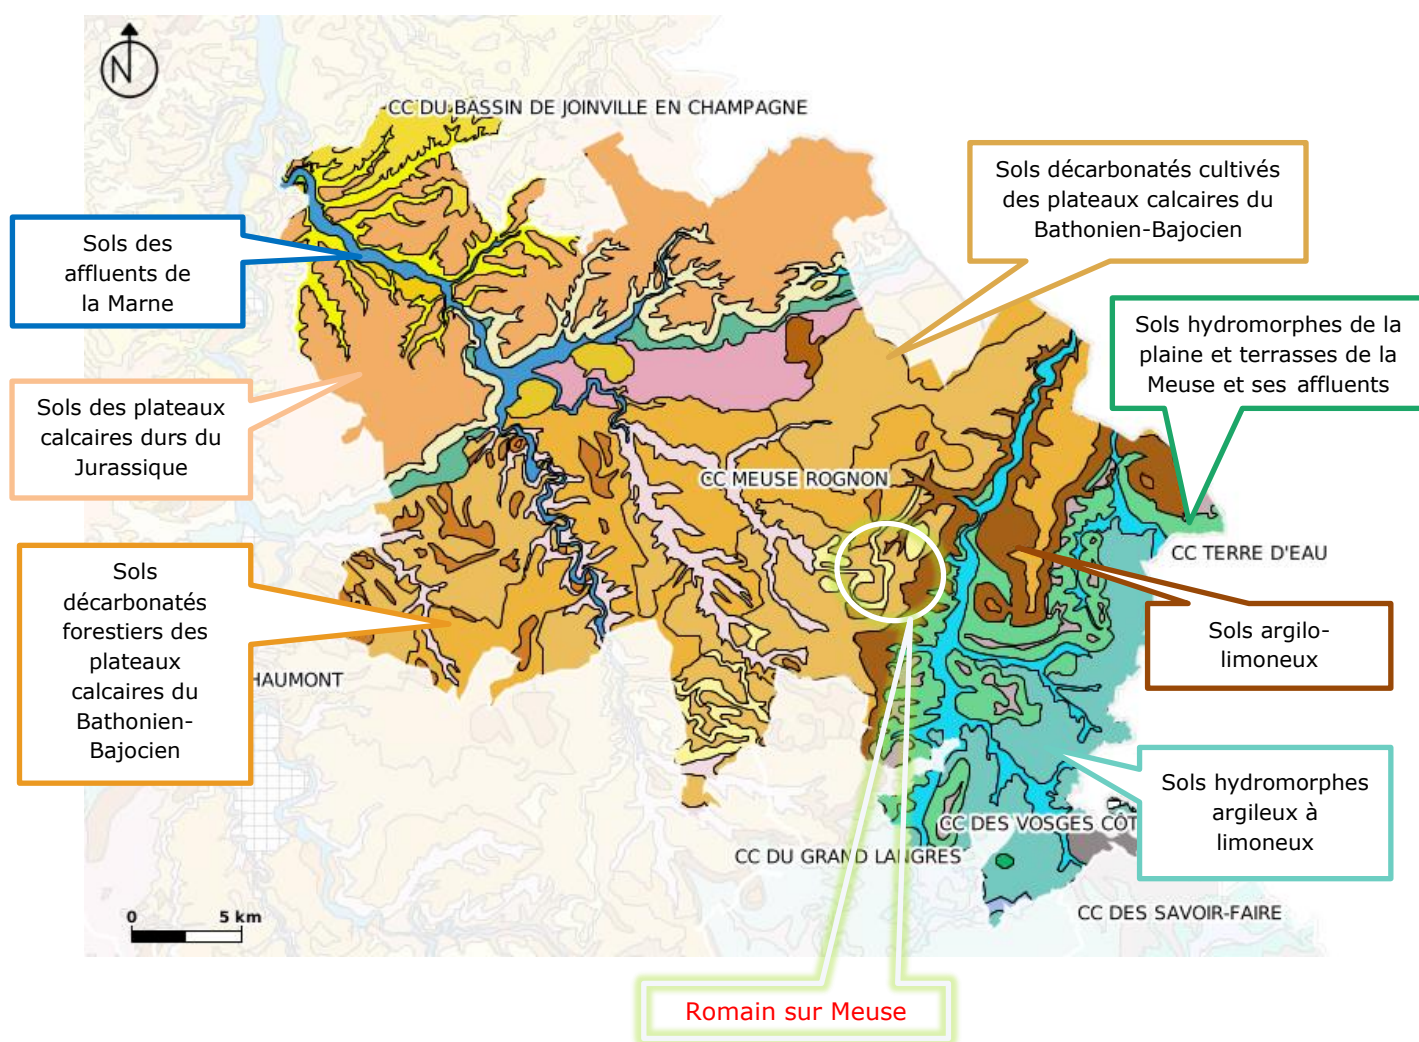 N
CC DU BASSIN DE JOINVILLE EN CHAMPAGNE
Sols décarbonatés cultivés
des plateaux calcaires du
Bathonien-Bajocien
Sols des
affluents de
la Marne
Sols hydromorphes de la
plaine et terrasses de la
Meuse et ses affluents
Sols des plateaux
calcaires durs du
Jurassique
CC MEUSE ROGNON
CC TERRE D'EAU
Sols
décarbonatés
forestiers des
plateaux
calcaires du
Bathonien-
Bajocien
Sols argilo-
limoneux
HAUMONT
Sols hydromorphes
argileux à
limoneux
CC DES VOSGES CÔT
CC DU GRAND LANGRES
CC DES SAVOIR-FAIRE
0 5 km
Romain sur Meuse